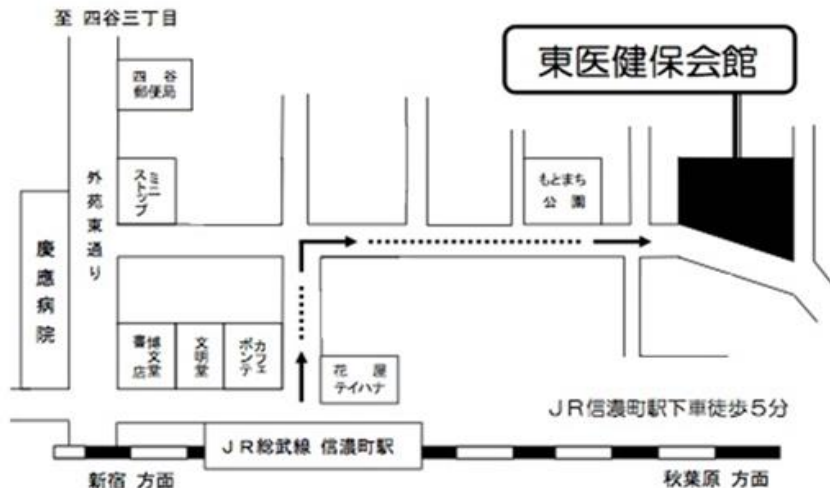 至 四谷三丁目
東医健保会館
四谷
郵便局
ミニ
ストップ
もとまち
公園
外苑東通り
慶應病院
博文堂
書店
文明堂
カフェ
ボンテ
花屋
テイハナ
JR信濃町駅下車徒歩5分
JR総武線 信濃町駅
新宿 方面
秋葉原 方面